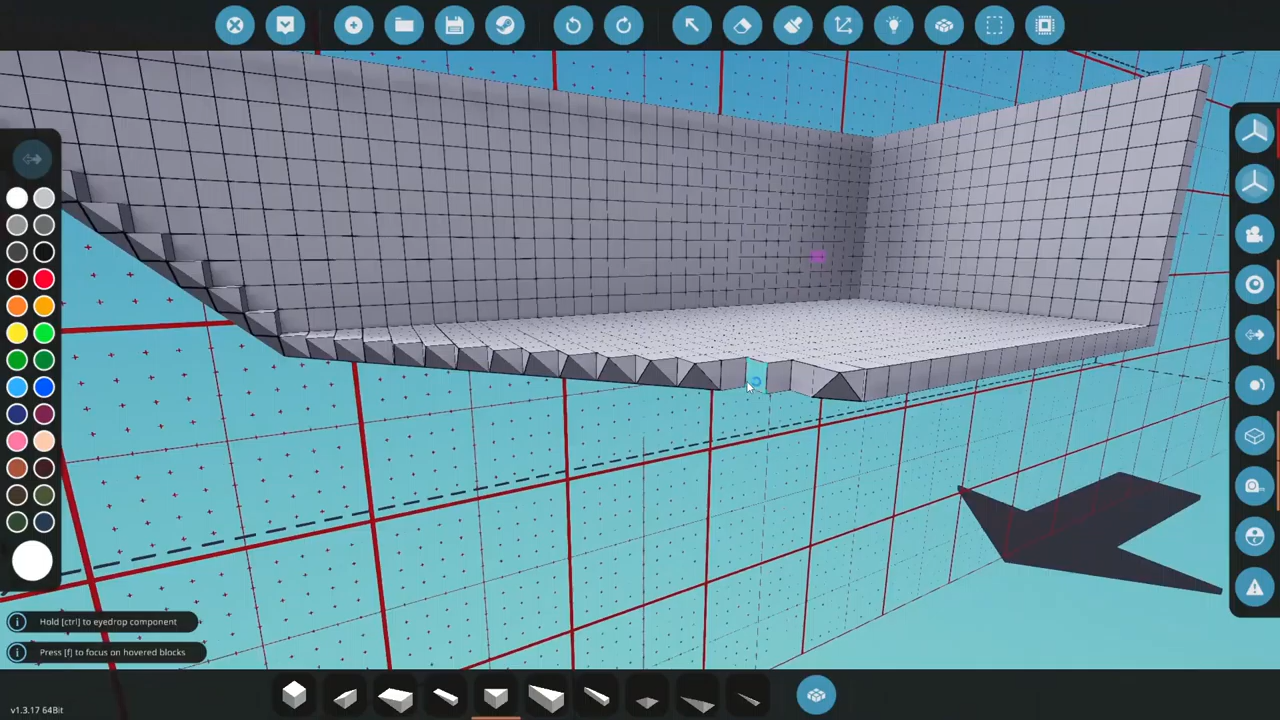 Hold [ctrl] to eyedrop component
Press [f] to focus on hovered blocks
v1.3.17 64Bit